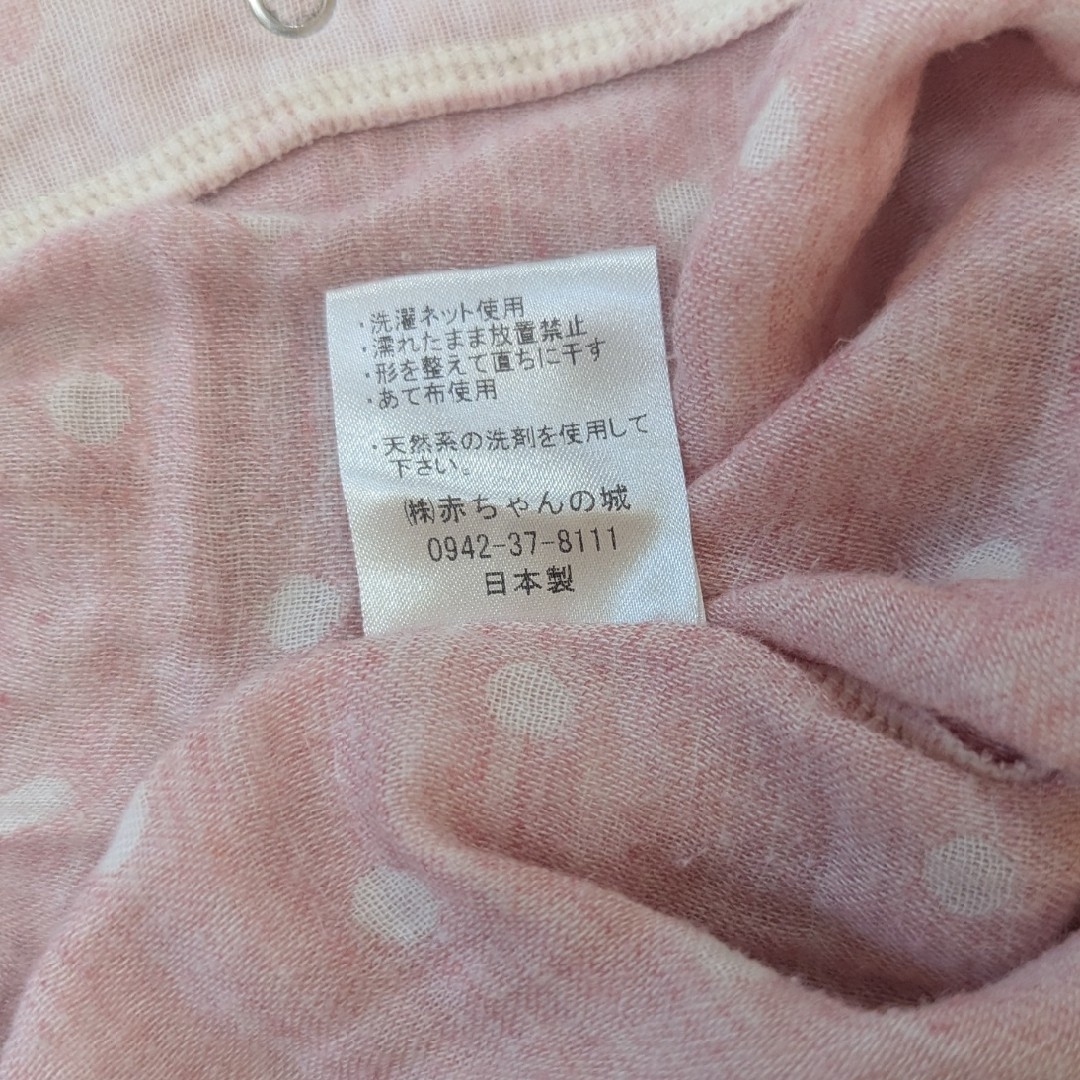 ・洗濯ネット使用
・濡れたまま放置禁止
・形を整えて直ちに干す
・あて布使用
・天然系の洗剤を使用して
下さい。
㈱赤ちゃんの城
0942-37-8111
日本製